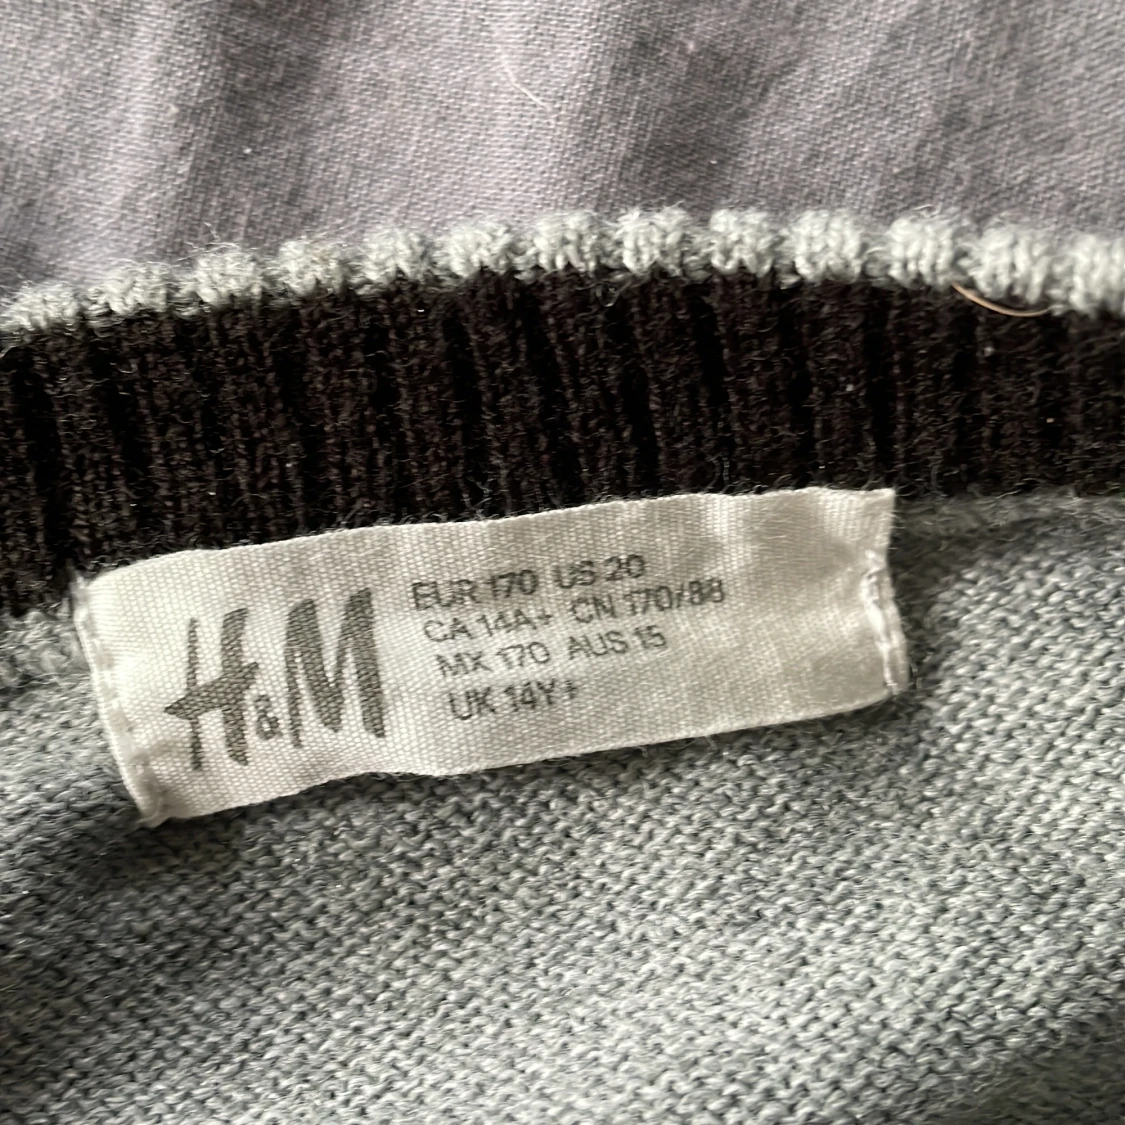 H&M
EUR 170 US 20
CA 14A+ CN 170/88
MX 170 AUS 15
UK 14Y+